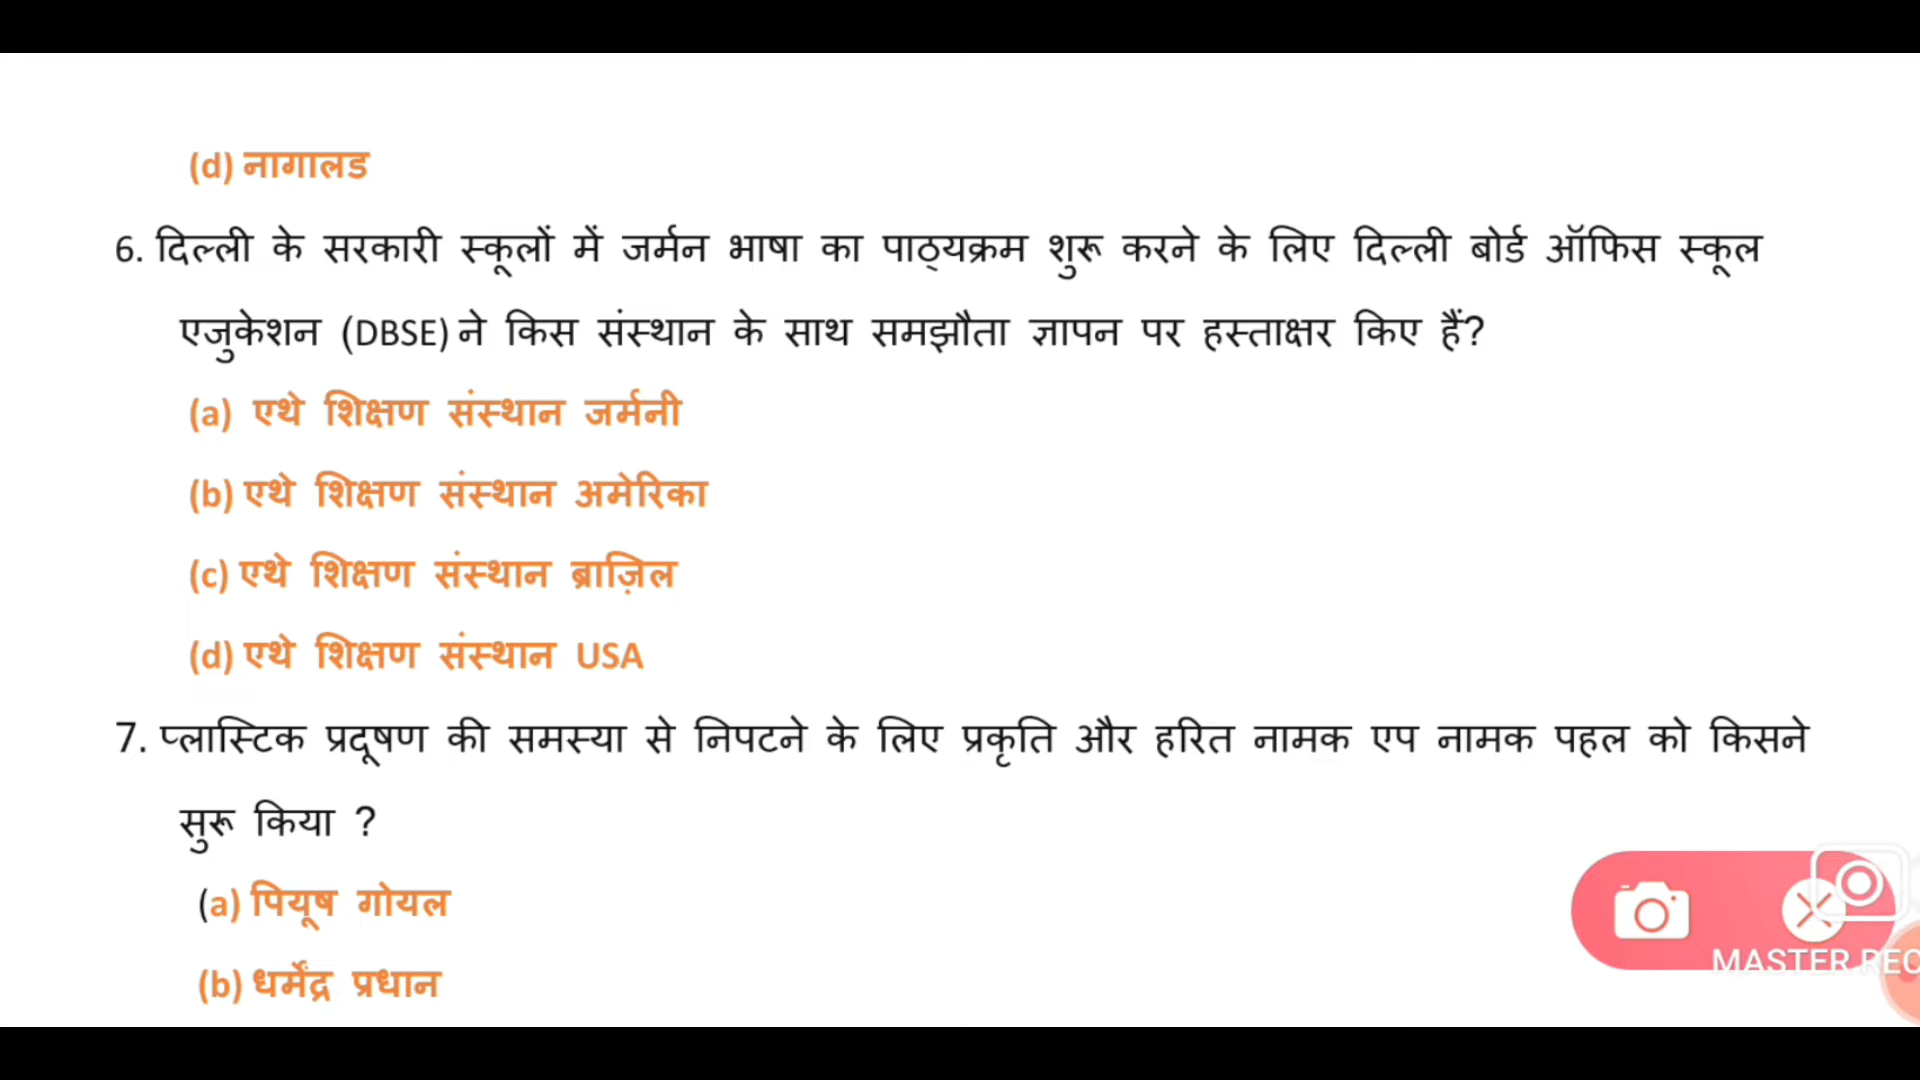 (d) नागालड
6. दिल्ली के सरकारी स्कूलों में जर्मन भाषा का पाठ्यक्रम शुरू करने के लिए दिल्ली बोर्ड ऑफिस स्कूल
एजुकेशन (DBSE) ने किस संस्थान के साथ समझौता ज्ञापन पर हस्ताक्षर किए हैं?
(a) एथे शिक्षण संस्थान जर्मनी
(b) एथे शिक्षण संस्थान अमेरिका
(c) एथे शिक्षण संस्थान ब्राज़िल
(d) एथे शिक्षण संस्थान USA
7. प्लास्टिक प्रदूषण की समस्या से निपटने के लिए प्रकृति और हरित नामक एप नामक पहल को किसने
सुरू किया ?
(a) पियूष गोयल
(b) धर्मेंद्र प्रधान
MASTER REC